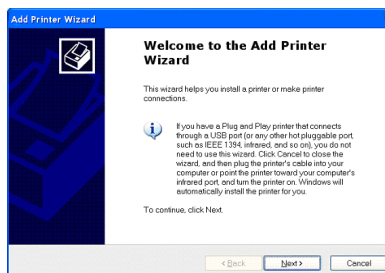 Add Printer Wizard
Welcome to the Add Printer
Wizard
This wizard helps you install a printer or make printer
connections.
If you have a Plug and Play printer that connects
through a USB port (or any other hot pluggable port,
such as IEEE 1394, infrared, and so on), you do not
need to use this wizard. Click Cancel to close the
wizard, and then plug the printer's cable into your
computer or point the printer toward your computer's
infrared port, and turn the printer on. Windows will
automatically install the printer for you.
To continue, click Next.
< Back
Next >
Cancel